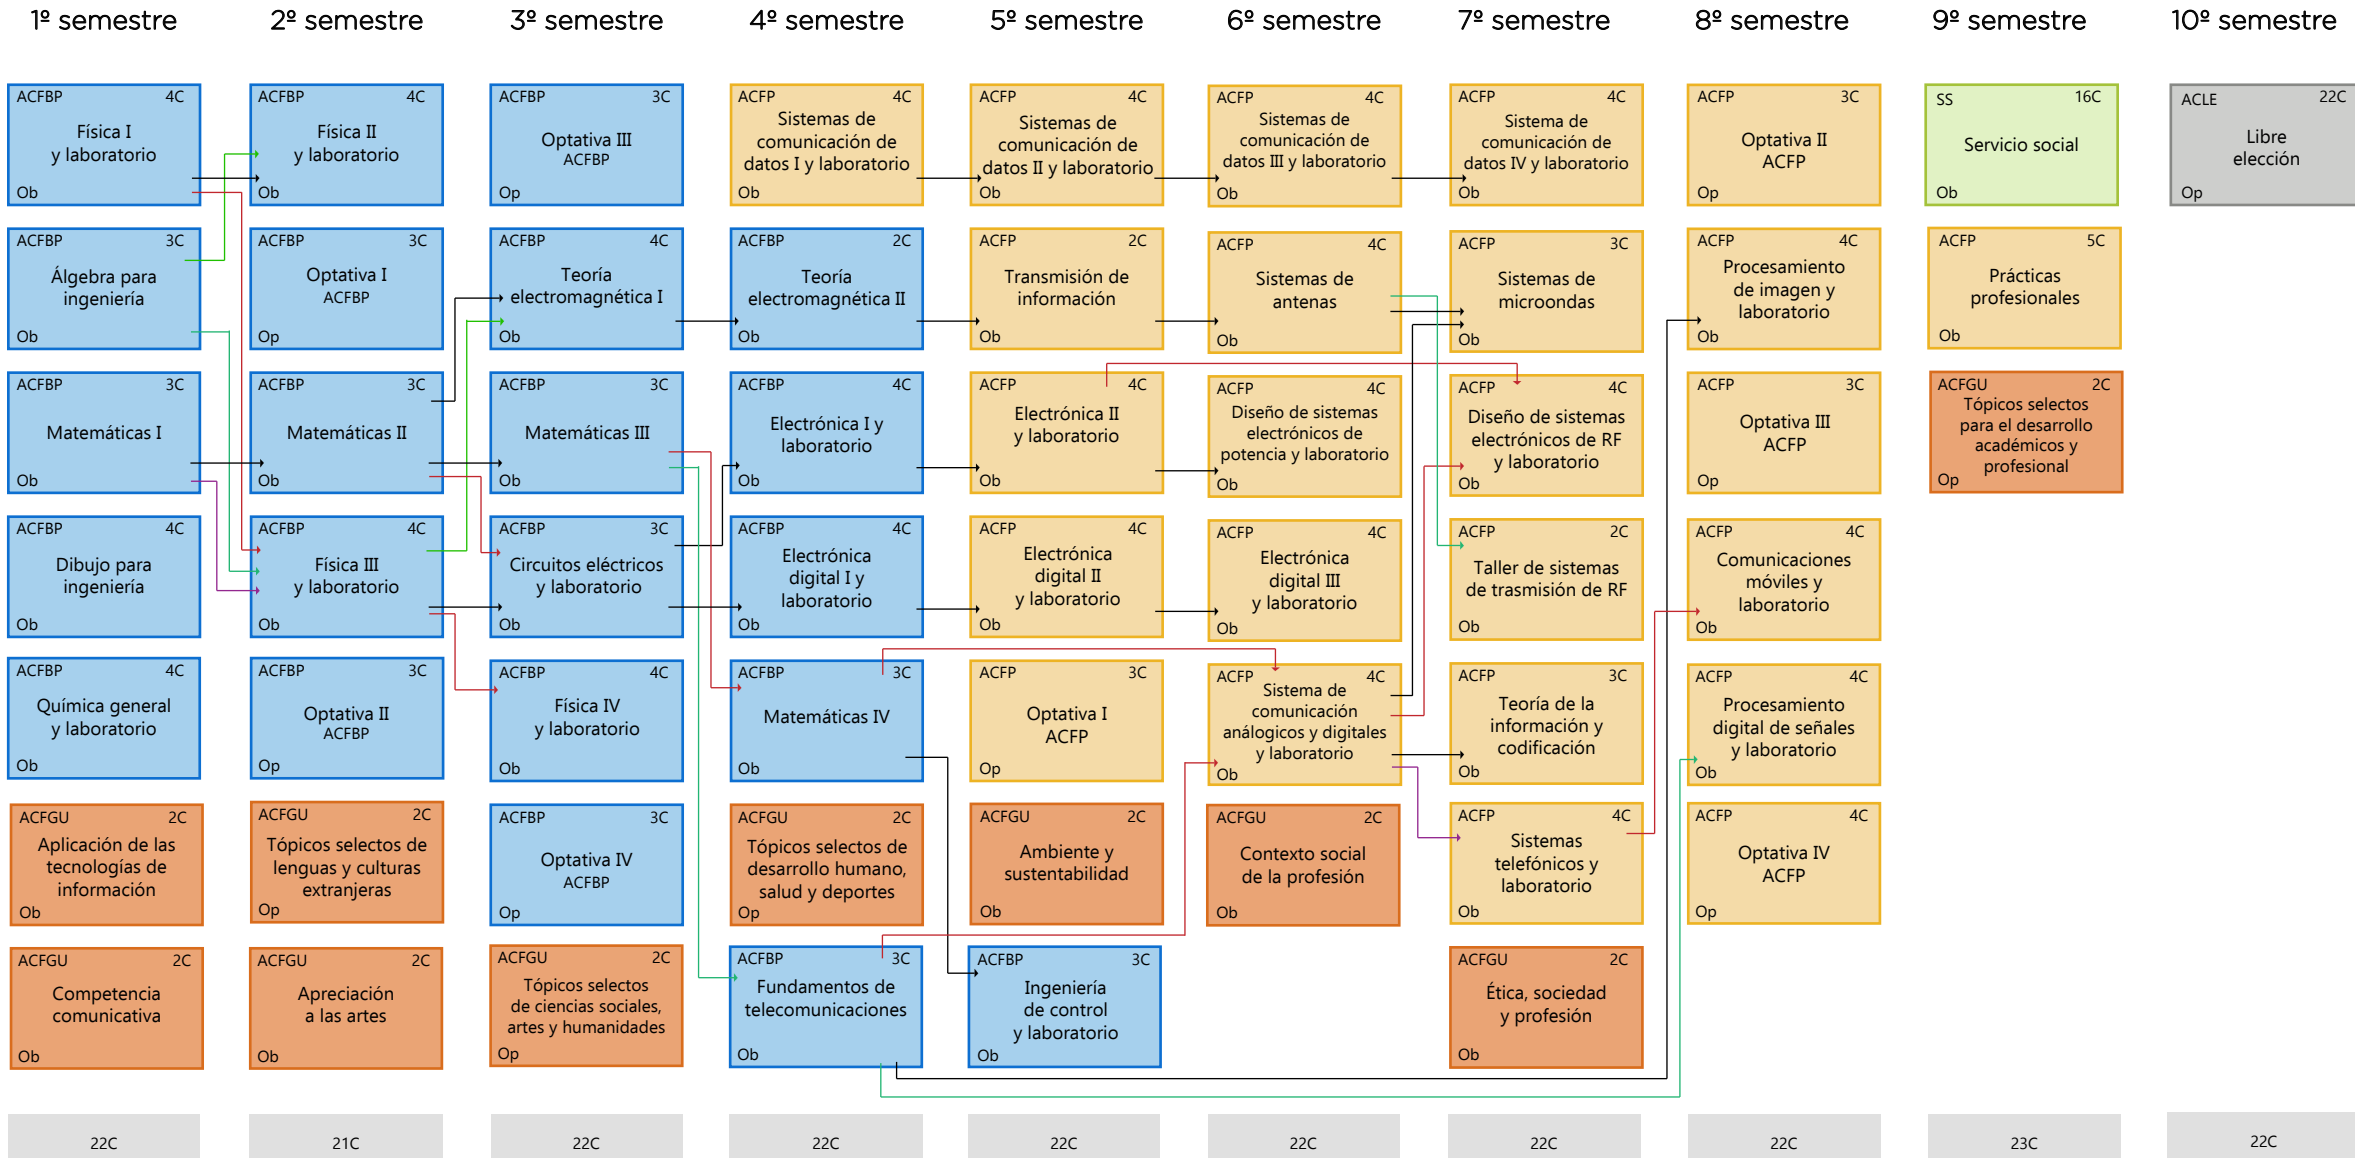 1º semestre
2º semestre
3º semestre
4º semestre
5º semestre
6º semestre
7º semestre
8º semestre
9º semestre
10º semestre
ACFBP 4C
Física I
y laboratorio
Ob
ACFBP 4C
Física II
y laboratorio
Ob
ACFBP 3C
Optativa III
ACFBP
Op
ACFP 4C
Sistemas de
comunicación de
datos I y laboratorio
Ob
ACFP 4C
Sistemas de
comunicación de
datos II y laboratorio
Ob
ACFP 4C
Sistemas de
comunicación de
datos III y laboratorio
Ob
ACFP 4C
Sistema de
comunicación de
datos IV y laboratorio
Ob
ACFP 3C
Optativa II
ACFP
Op
SS 16C
Servicio social
Ob
ACLE 22C
Libre
elección
Op
ACFBP 3C
Álgebra para
ingeniería
Ob
ACFBP 3C
Optativa I
ACFBP
Op
ACFBP 4C
Teoría
electromagnética I
Ob
ACFBP 2C
Teoría
electromagnética II
Ob
ACFP 2C
Transmisión de
información
Ob
ACFP 4C
Sistemas de
antenas
Ob
ACFP 3C
Sistemas de
microondas
Ob
ACFP 4C
Procesamiento
de imagen y
laboratorio
Ob
ACFP 5C
Prácticas
profesionales
Ob
ACFBP 3C
Matemáticas I
Ob
ACFBP 3C
Matemáticas II
Ob
ACFBP 3C
Matemáticas III
Ob
ACFBP 4C
Electrónica I y
laboratorio
Ob
ACFP 4C
Electrónica II
y laboratorio
Ob
ACFP 4C
Diseño de sistemas
electrónicos de
potencia y laboratorio
Ob
ACFP 4C
Diseño de sistemas
electrónicos de RF
y laboratorio
Ob
ACFP 3C
Optativa III
ACFP
Op
ACFGU 2C
Tópicos selectos
para el desarrollo
académicos y
profesional
Op
ACFBP 4C
Dibujo para
ingeniería
Ob
ACFBP 4C
Física III
y laboratorio
Ob
ACFBP 3C
Circuitos eléctricos
y laboratorio
Ob
ACFBP 4C
Electrónica
digital I y
laboratorio
Ob
ACFP 4C
Electrónica
digital II
y laboratorio
Ob
ACFP 4C
Electrónica
digital III
y laboratorio
Ob
ACFP 2C
Taller de sistemas
de trasmisión de RF
Ob
ACFP 4C
Comunicaciones
móviles y
laboratorio
Ob
ACFBP 4C
Química general
y laboratorio
Ob
ACFBP 3C
Optativa II
ACFBP
Op
ACFBP 4C
Física IV
y laboratorio
Ob
ACFBP 3C
Matemáticas IV
Ob
ACFP 3C
Optativa I
ACFP
Op
ACFP 4C
Sistema de
comunicación
análogicos y digitales
y laboratorio
Ob
ACFP 3C
Teoría de la
información y
codificación
Ob
ACFP 4C
Procesamiento
digital de señales
y laboratorio
Ob
ACFGU 2C
Aplicación de las
tecnologías de
información
Ob
ACFGU 2C
Tópicos selectos de
lenguas y culturas
extranjeras
Op
ACFBP 3C
Optativa IV
ACFBP
Op
ACFGU 2C
Tópicos selectos de
desarrollo humano,
salud y deportes
Op
ACFGU 2C
Ambiente y
sustentabilidad
Ob
ACFGU 2C
Contexto social
de la profesión
Ob
ACFP 4C
Sistemas
telefónicos y
laboratorio
Ob
ACFP 4C
Optativa IV
ACFP
Op
ACFGU 2C
Competencia
comunicativa
Ob
ACFGU 2C
Apreciación
a las artes
Ob
ACFGU 2C
Tópicos selectos
de ciencias sociales,
artes y humanidades
Op
ACFBP 3C
Fundamentos de
telecomunicaciones
Ob
ACFBP 3C
Ingeniería
de control
y laboratorio
Ob
ACFGU 2C
Ética, sociedad
y profesión
Ob
22C
21C
22C
22C
22C
22C
22C
22C
23C
22C